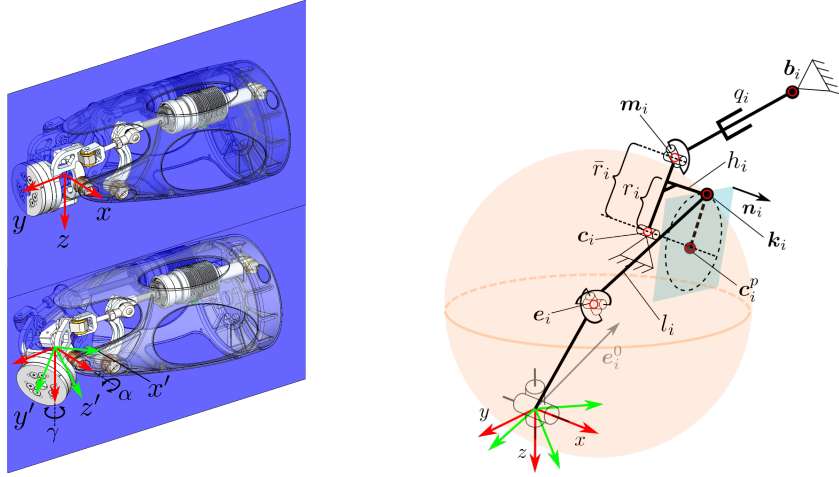 y
x
z
x′
α
y′
z′
γ
b_i
q_i
m_i
h_i
r̄_i
r_i
n_i
c_i
k_i
c_i^p
e_i
l_i
e_i^0
y
x
z